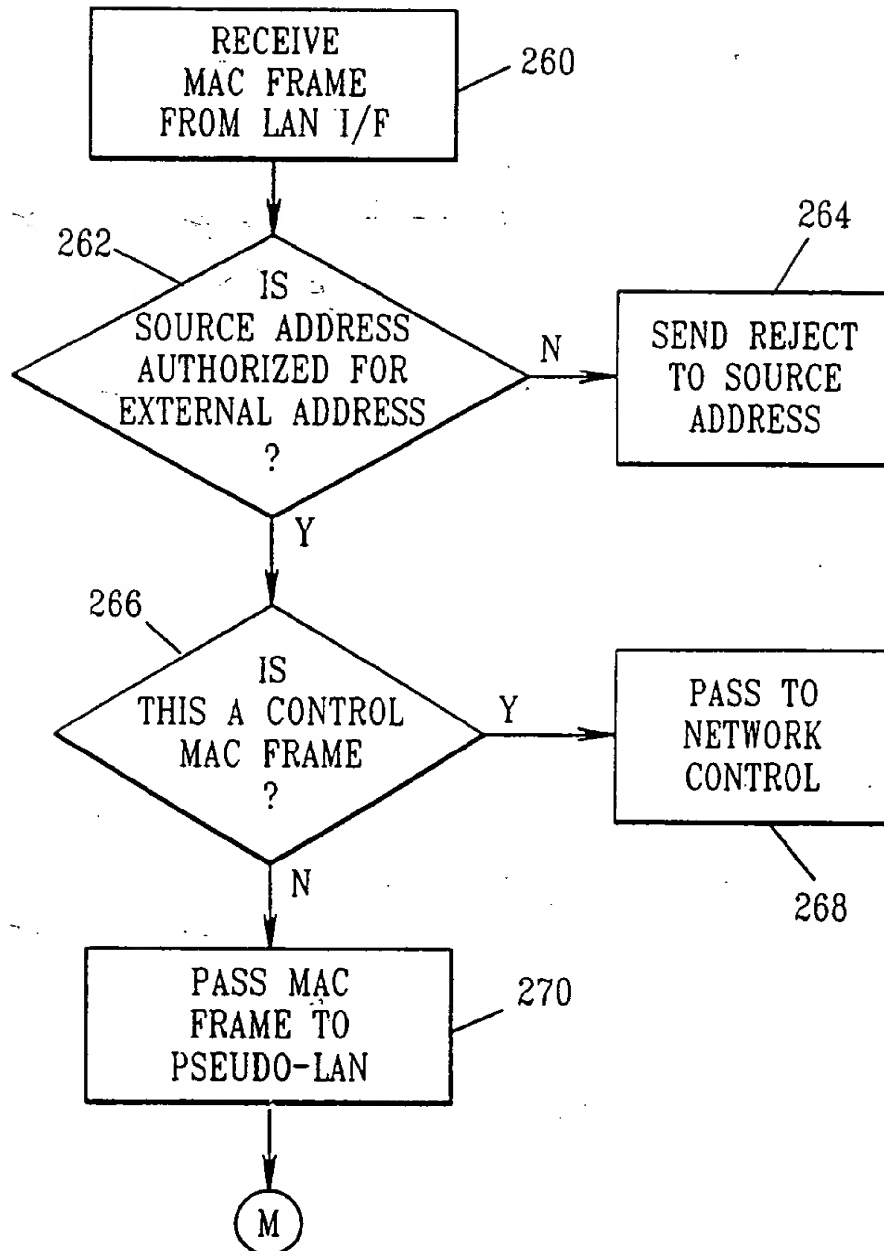 RECEIVE
MAC FRAME
FROM LAN I/F
260
262
IS
SOURCE ADDRESS
AUTHORIZED FOR
EXTERNAL ADDRESS
?
N
264
SEND REJECT
TO SOURCE
ADDRESS
Y
266
IS
THIS A CONTROL
MAC FRAME
?
Y
PASS TO
NETWORK
CONTROL
268
N
PASS MAC
FRAME TO
PSEUDO-LAN
270
M